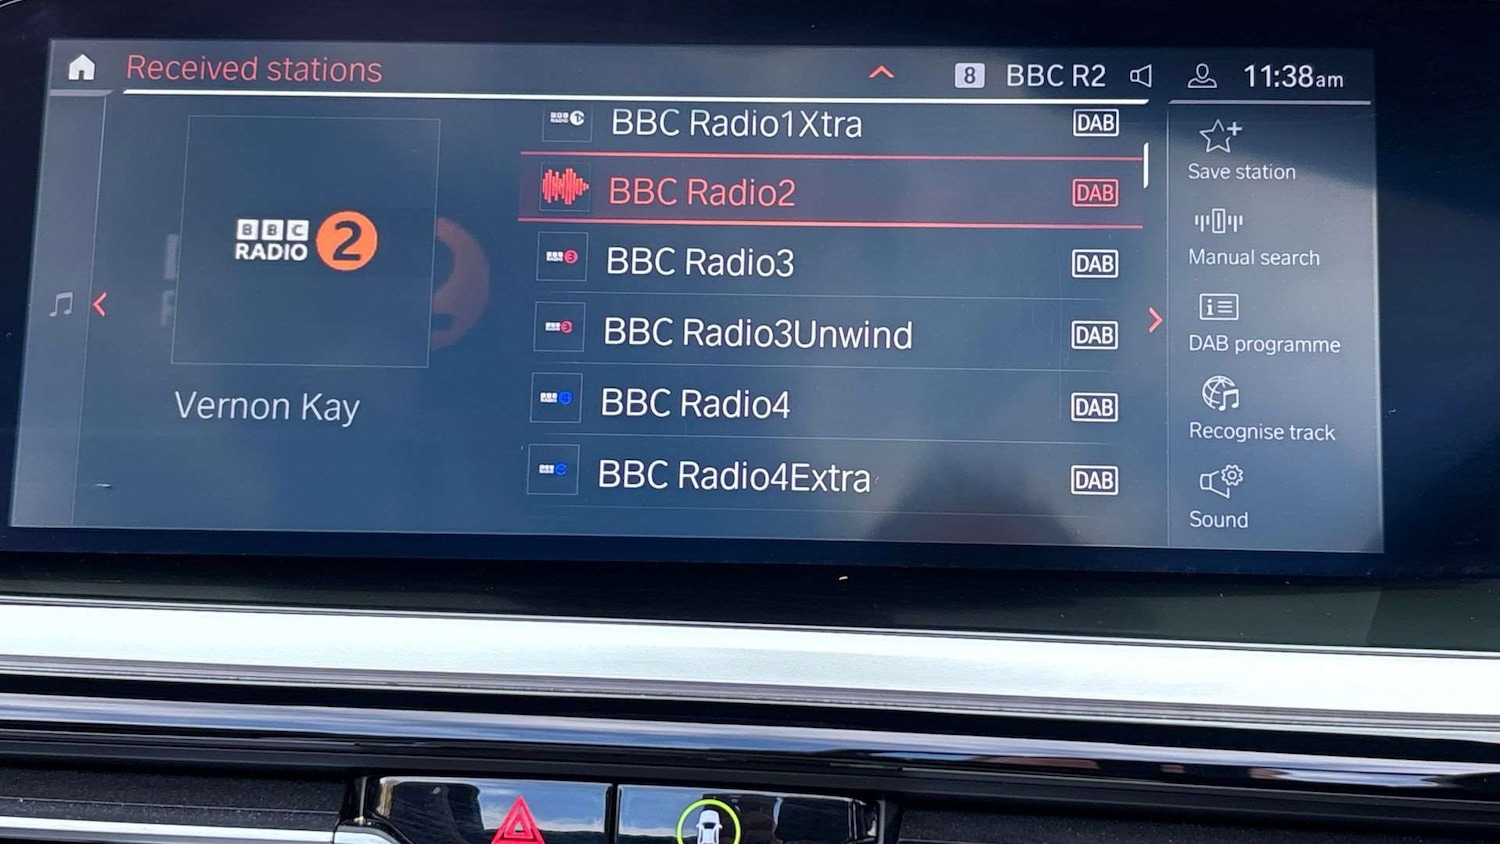 Received stations
8 BBC R2 11:38am
BBC Radio1Xtra DAB
BBC Radio2 DAB
BBC Radio3 DAB
BBC Radio3Unwind DAB
BBC Radio4 DAB
BBC Radio4Extra DAB
BBC
RADIO 2
Vernon Kay
Save station
Manual search
DAB programme
Recognise track
Sound